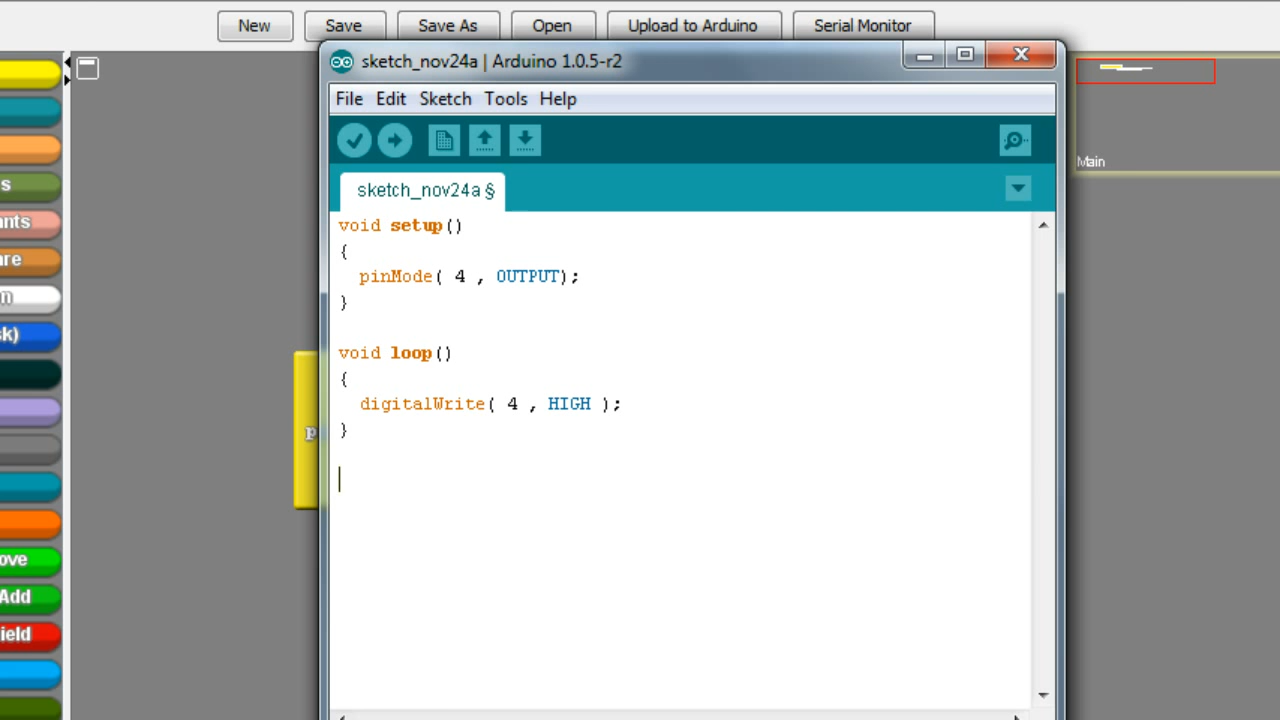 New Save Save As Open Upload to Arduino Serial Monitor
sketch_nov24a | Arduino 1.0.5-r2
File Edit Sketch Tools Help
sketch_nov24a §
void setup()
{
  pinMode( 4 , OUTPUT);
}
void loop()
{
  digitalWrite( 4 , HIGH );
}
Main
s
nts
re
n
sk)
ove
Add
ield
p